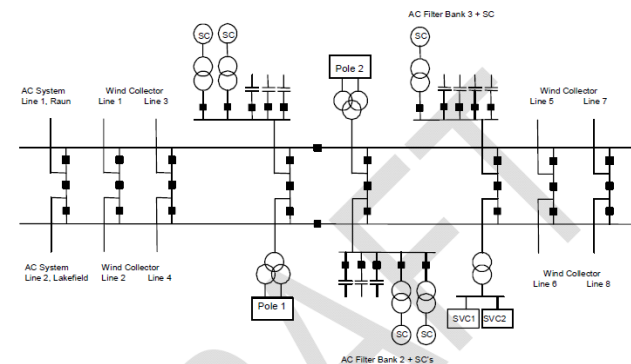 AC Filter Bank 3 + SC
SC
SC
SC
Pole 2
AC System
Line 1, Raun
Wind Collector
Line 1 Line 3
Wind Collector
Line 5 Line 7
AC System
Line 2, Lakefield
Wind Collector
Line 2 Line 4
Pole 1
SC
SC
SVC1
SVC2
Wind Collector
Line 6 Line 8
AC Filter Bank 2 + SC's